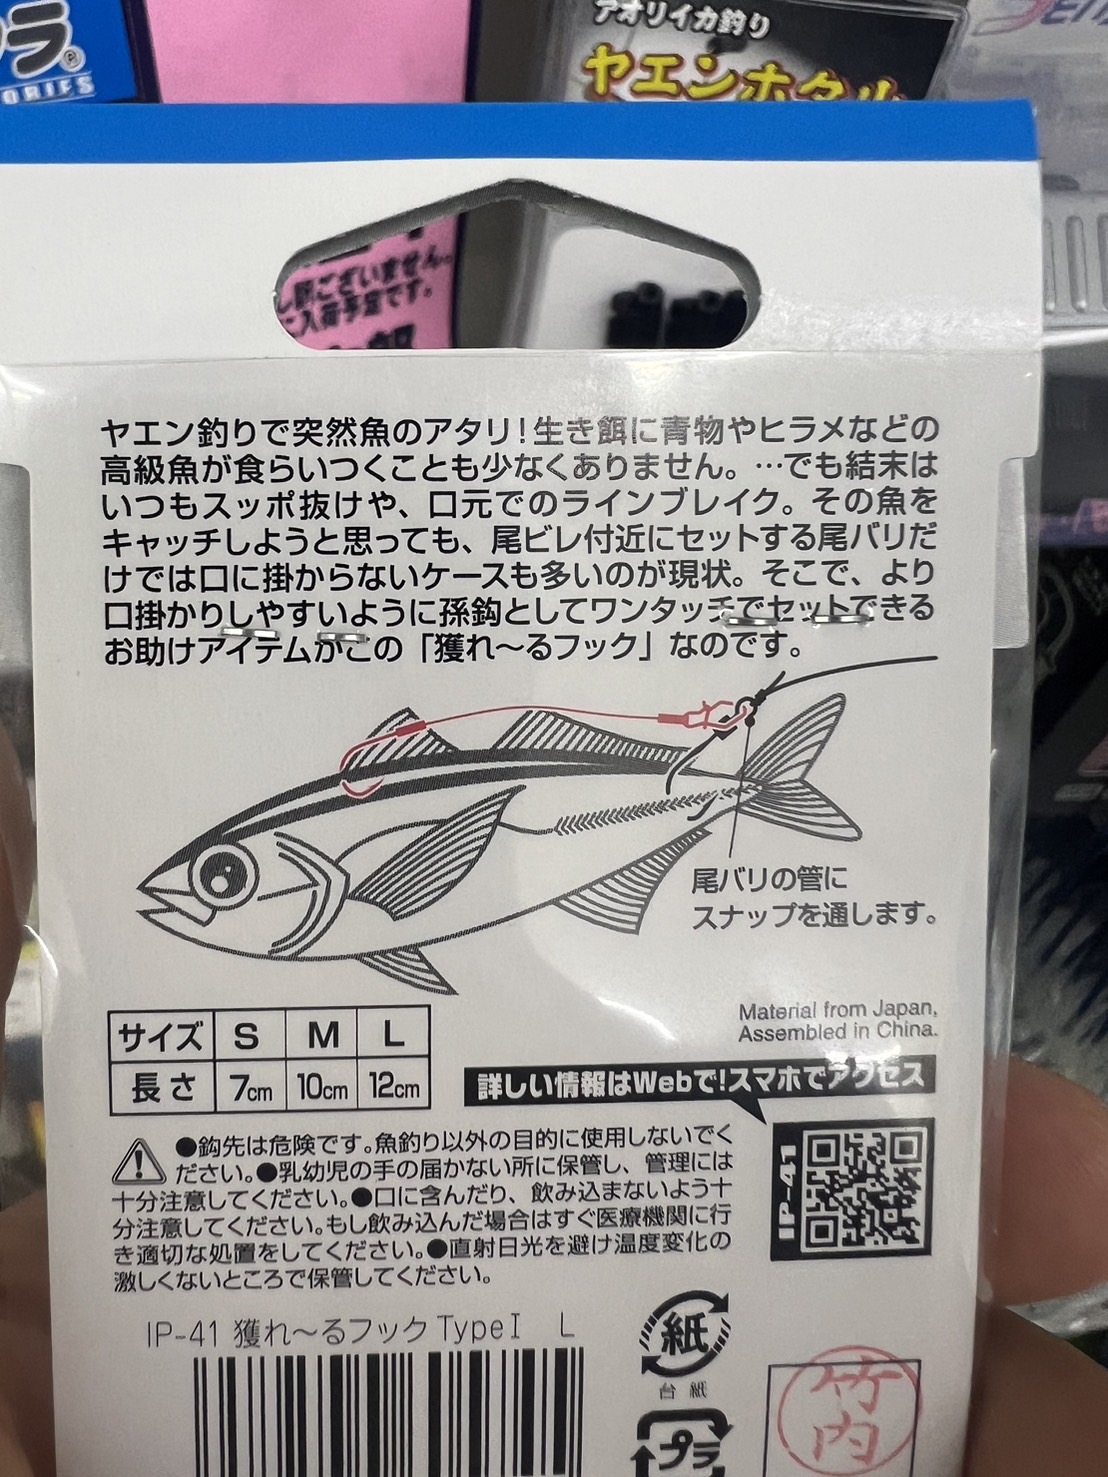 ラ®
ORIES
アオリイカ釣り
ヤエンホタル
ございません。
入荷予定です。
ヤエン釣りで突然魚のアタリ!生き餌に青物やヒラメなどの
高級魚が食らいつくことも少なくありません。…でも結末は
いつもスッポ抜けや、口元でのラインブレイク。その魚を
キャッチしようと思っても、尾ビレ付近にセットする尾バリだ
けでは口に掛からないケースも多いのが現状。そこで、より
口掛かりしやすいように孫鈎としてワンタッチでセットできる
お助けアイテムがこの「獲れ〜るフック」なのです。
尾バリの管に
スナップを通します。
サイズ S M L
長さ 7cm 10cm 12cm
Material from Japan,
Assembled in China.
詳しい情報はWebで!スマホでアクセス
IP-41
●鈎先は危険です。魚釣り以外の目的に使用しないでく
ださい。●乳幼児の手の届かない所に保管し、管理には
十分注意してください。●口に含んだり、飲み込まないよう十
分注意してください。もし飲み込んだ場合はすぐ医療機関に行
き適切な処置をしてください。●直射日光を避け温度変化の
激しくないところで保管してください。
IP-41 獲れ〜るフック TypeⅠ L
紙
台紙
プラ
竹内